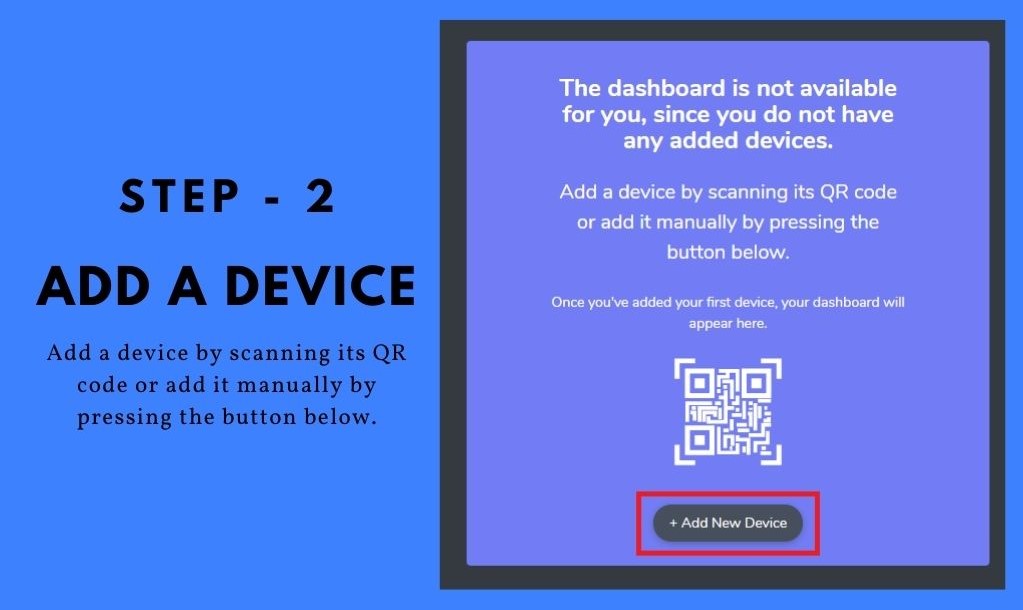 STEP - 2
ADD A DEVICE
Add a device by scanning its QR
code or add it manually by
pressing the button below.
The dashboard is not available
for you, since you do not have
any added devices.
Add a device by scanning its QR code
or add it manually by pressing the
button below.
Once you've added your first device, your dashboard will
appear here.
+ Add New Device